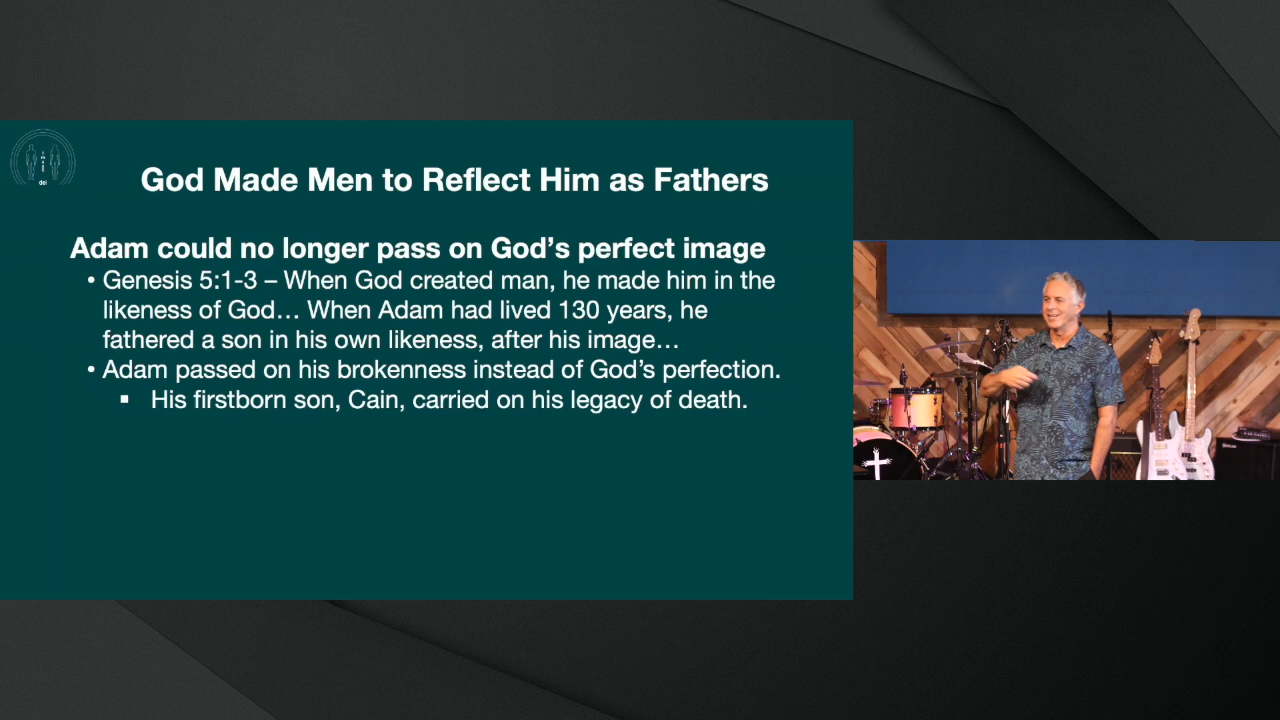 God Made Men to Reflect Him as Fathers
Adam could no longer pass on God’s perfect image
• Genesis 5:1-3 – When God created man, he made him in the
likeness of God… When Adam had lived 130 years, he
fathered a son in his own likeness, after his image…
• Adam passed on his brokenness instead of God’s perfection.
▪ His firstborn son, Cain, carried on his legacy of death.